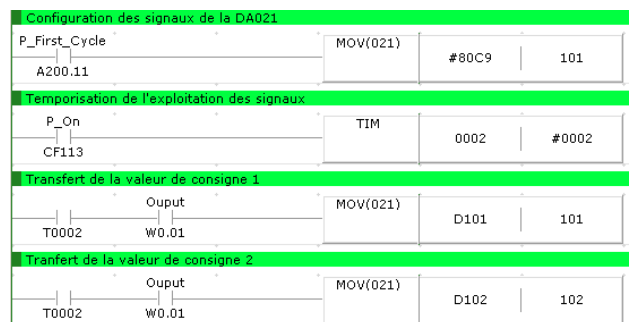 Configuration des signaux de la DA021
P_First_Cycle
MOV(021)
#80C9
101
A200.11
Temporisation de l'exploitation des signaux
P_On
TIM
0002
#0002
CF113
Transfert de la valeur de consigne 1
Ouput
MOV(021)
D101
101
T0002
W0.01
Tranfert de la valeur de consigne 2
Ouput
MOV(021)
D102
102
T0002
W0.01